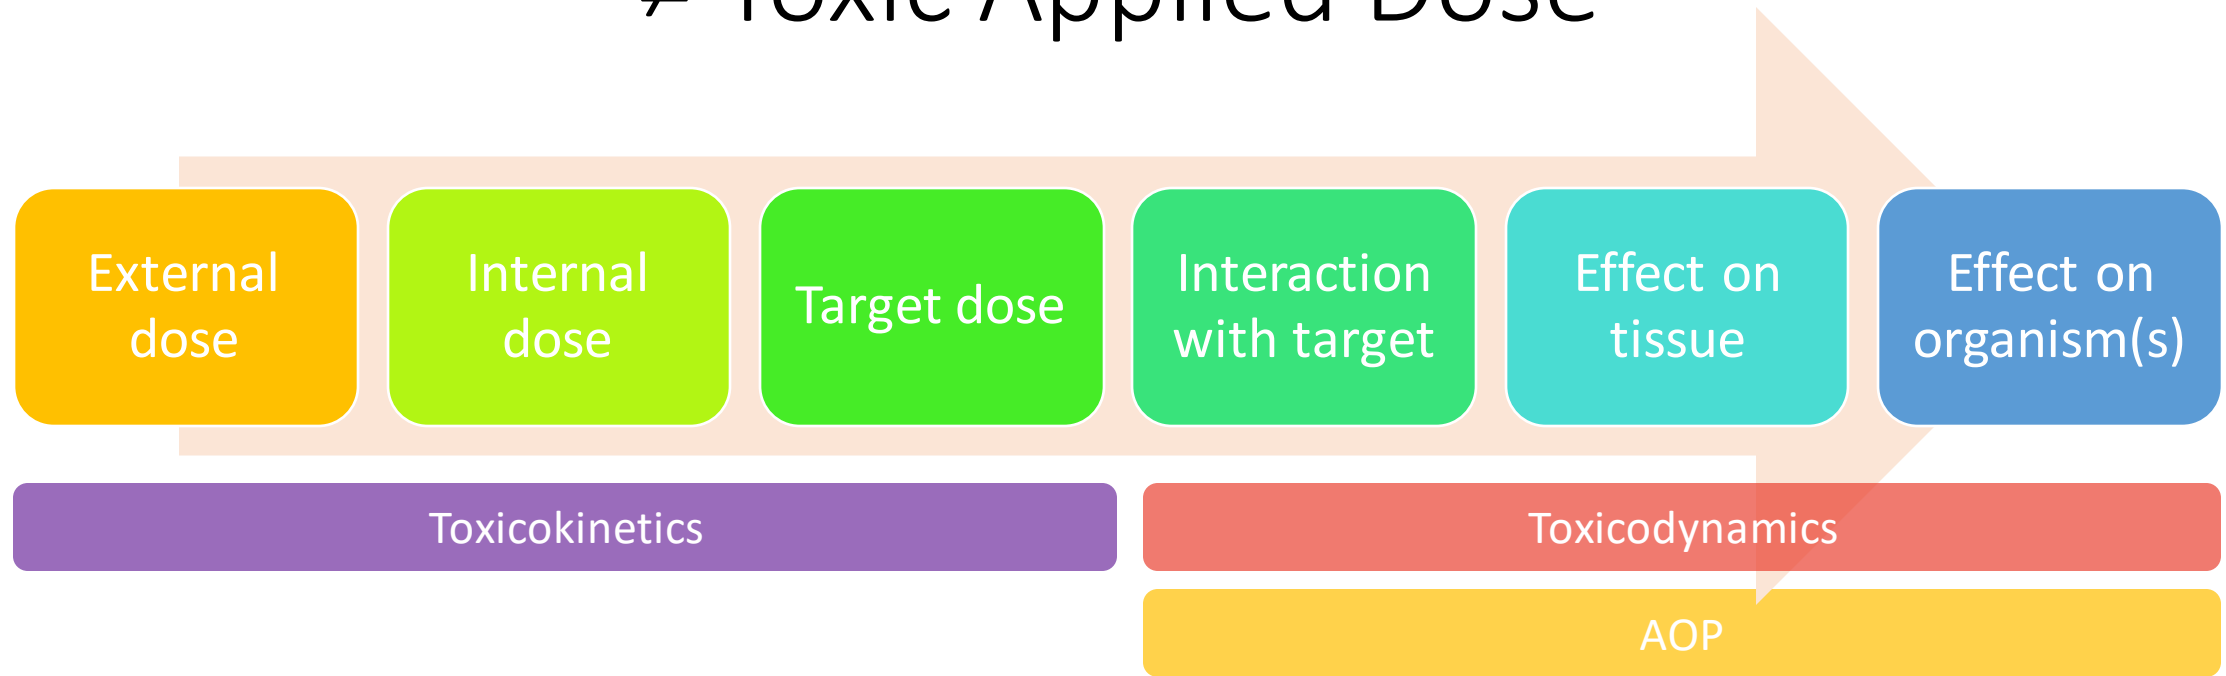 ≠ Toxic Applied Dose
External
dose
Internal
dose
Target dose
Interaction
with target
Effect on
tissue
Effect on
organism(s)
Toxicokinetics
Toxicodynamics
AOP